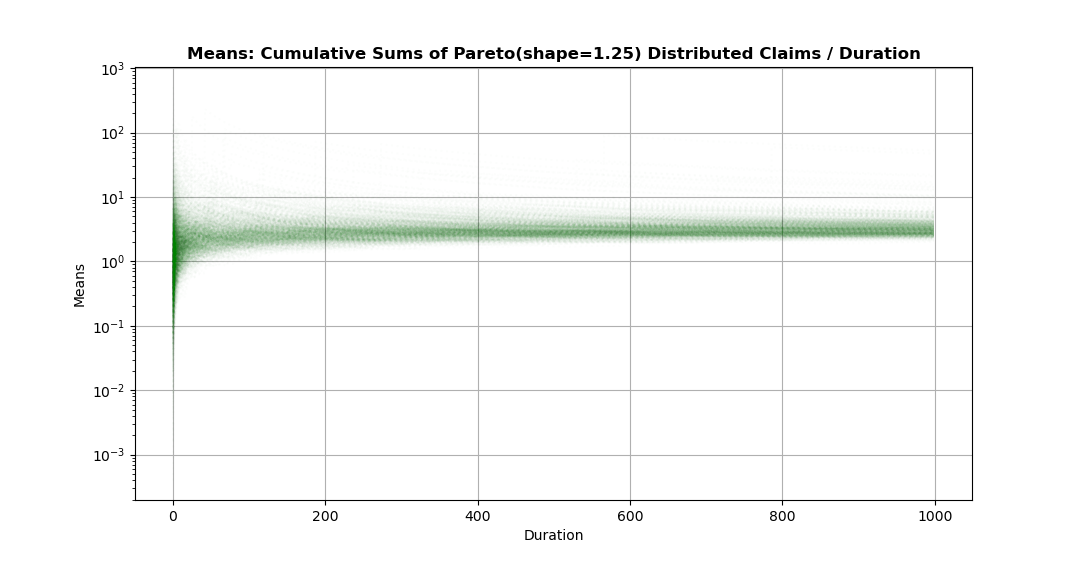 Means: Cumulative Sums of Pareto(shape=1.25) Distributed Claims / Duration
10³
10²
10¹
10⁰
10⁻¹
10⁻²
10⁻³
Means
0 200 400 600 800 1000
Duration